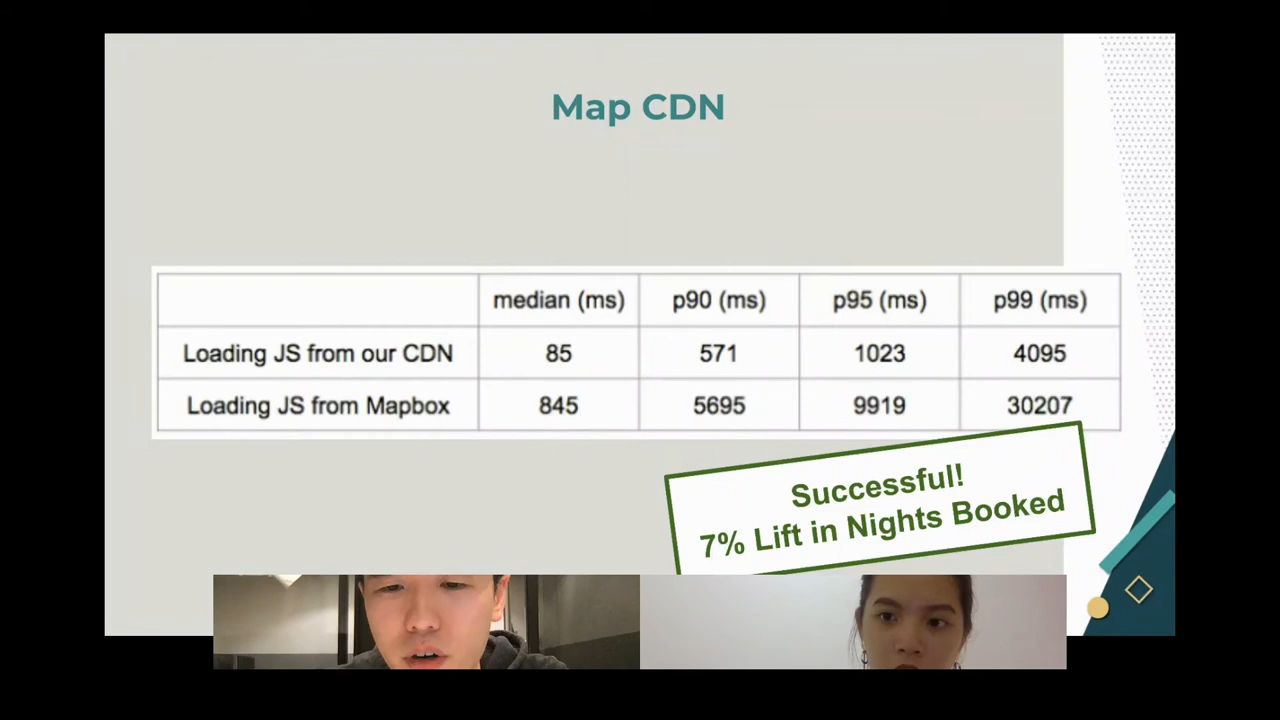 Map CDN
median (ms) p90 (ms) p95 (ms) p99 (ms)
Loading JS from our CDN 85 571 1023 4095
Loading JS from Mapbox 845 5695 9919 30207
Successful!
7% Lift in Nights Booked